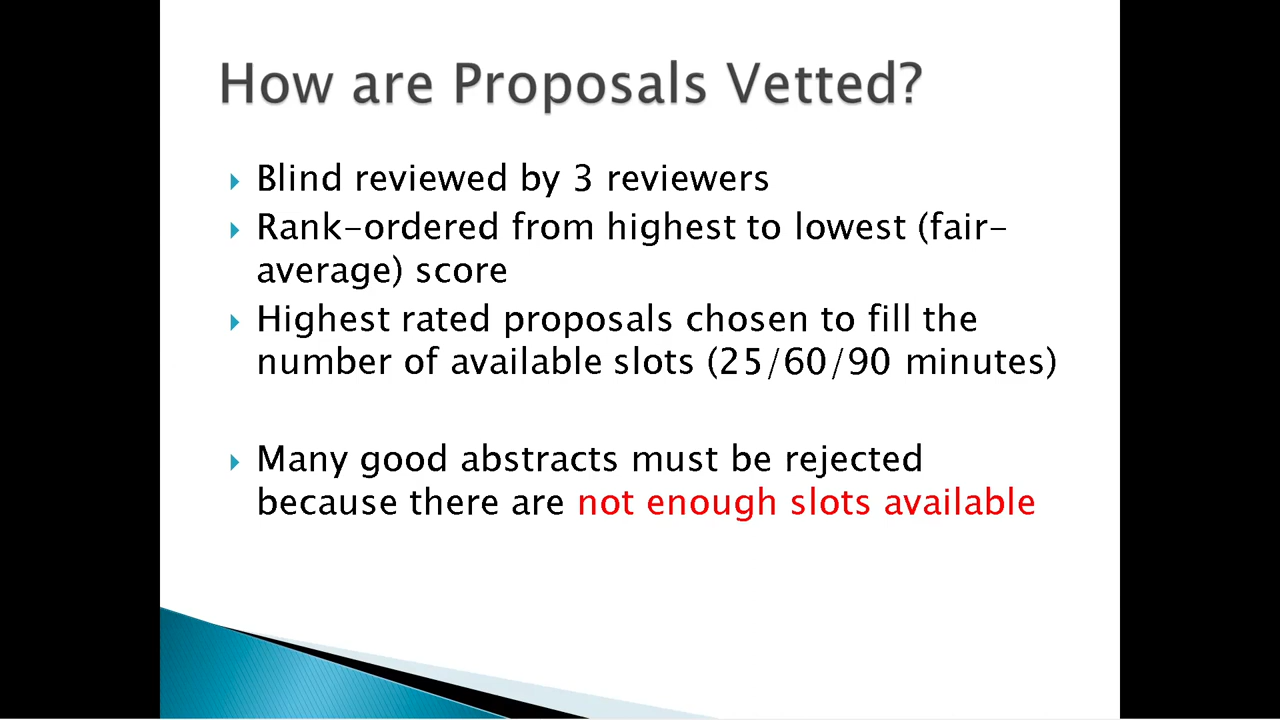 How are Proposals Vetted?
Blind reviewed by 3 reviewers
Rank-ordered from highest to lowest (fair-
average) score
Highest rated proposals chosen to fill the
number of available slots (25/60/90 minutes)
Many good abstracts must be rejected
because there are not enough slots available